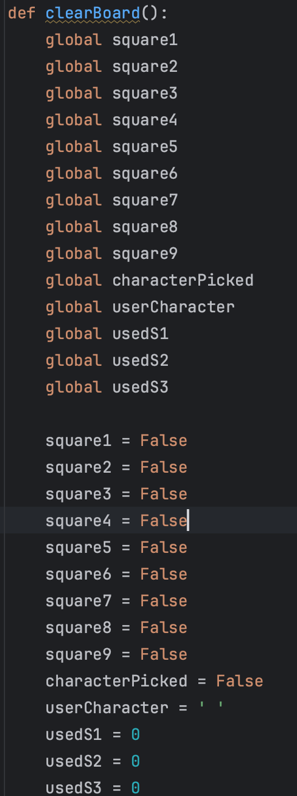 def clearBoard():
    global square1
    global square2
    global square3
    global square4
    global square5
    global square6
    global square7
    global square8
    global square9
    global characterPicked
    global userCharacter
    global usedS1
    global usedS2
    global usedS3

    square1 = False
    square2 = False
    square3 = False
    square4 = False
    square5 = False
    square6 = False
    square7 = False
    square8 = False
    square9 = False
    characterPicked = False
    userCharacter = ' '
    usedS1 = 0
    usedS2 = 0
    usedS3 = 0